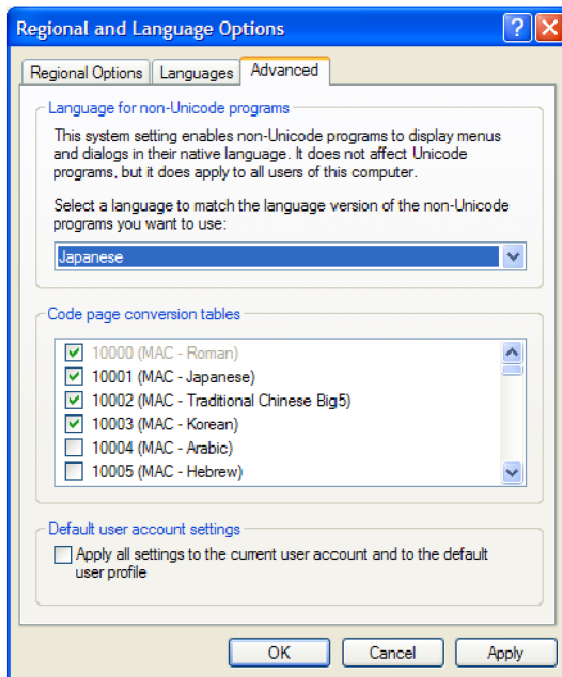 Regional and Language Options
Regional Options
Languages
Advanced
Language for non-Unicode programs
This system setting enables non-Unicode programs to display menus
and dialogs in their native language. It does not affect Unicode
programs, but it does apply to all users of this computer.
Select a language to match the language version of the non-Unicode
programs you want to use:
Japanese
Code page conversion tables
10000 (MAC - Roman)
10001 (MAC - Japanese)
10002 (MAC - Traditional Chinese Big5)
10003 (MAC - Korean)
10004 (MAC - Arabic)
10005 (MAC - Hebrew)
Default user account settings
Apply all settings to the current user account and to the default
user profile
OK
Cancel
Apply